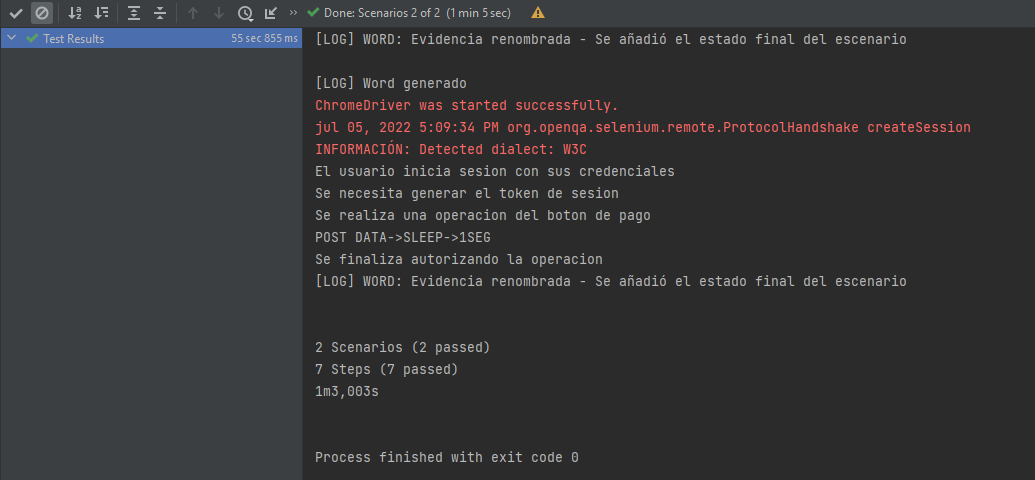 Done: Scenarios 2 of 2 (1 min 5 sec)
Test Results 55 sec 855 ms
[LOG] WORD: Evidencia renombrada - Se añadió el estado final del escenario
[LOG] Word generado
ChromeDriver was started successfully.
jul 05, 2022 5:09:34 PM org.openqa.selenium.remote.ProtocolHandshake createSession
INFORMACIÓN: Detected dialect: W3C
El usuario inicia sesion con sus credenciales
Se necesita generar el token de sesion
Se realiza una operacion del boton de pago
POST DATA->SLEEP->1SEG
Se finaliza autorizando la operacion
[LOG] WORD: Evidencia renombrada - Se añadió el estado final del escenario
2 Scenarios (2 passed)
7 Steps (7 passed)
1m3,003s
Process finished with exit code 0